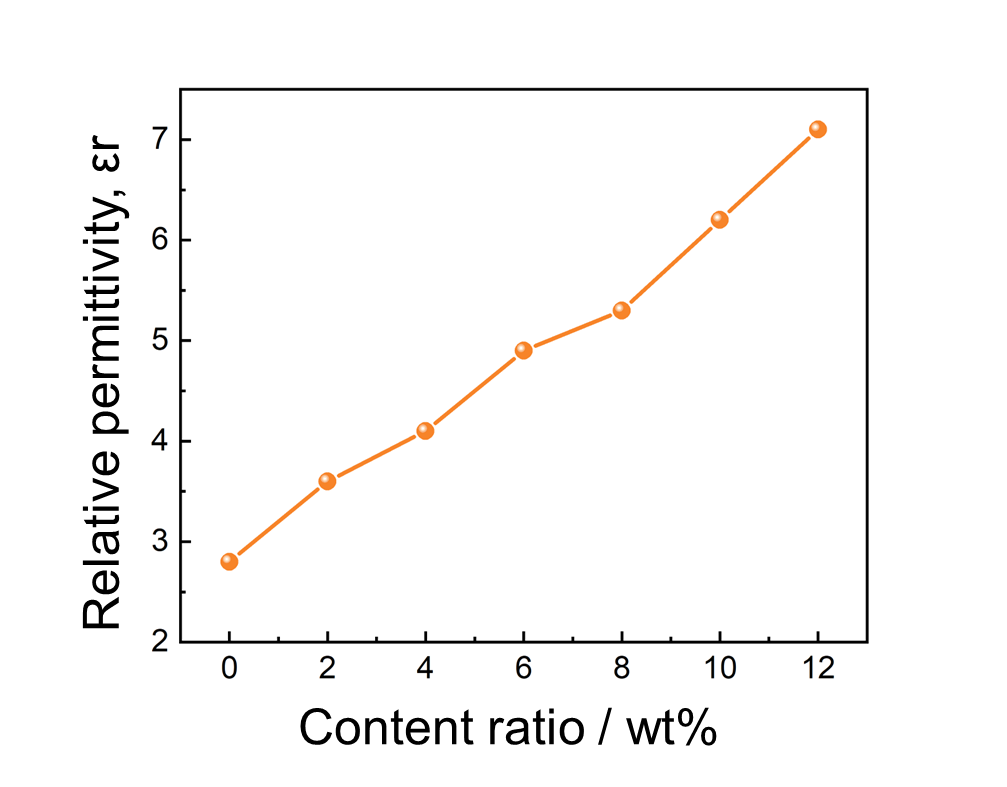 Relative permittivity, εr
7
6
5
4
3
2
0 2 4 6 8 10 12
Content ratio / wt%